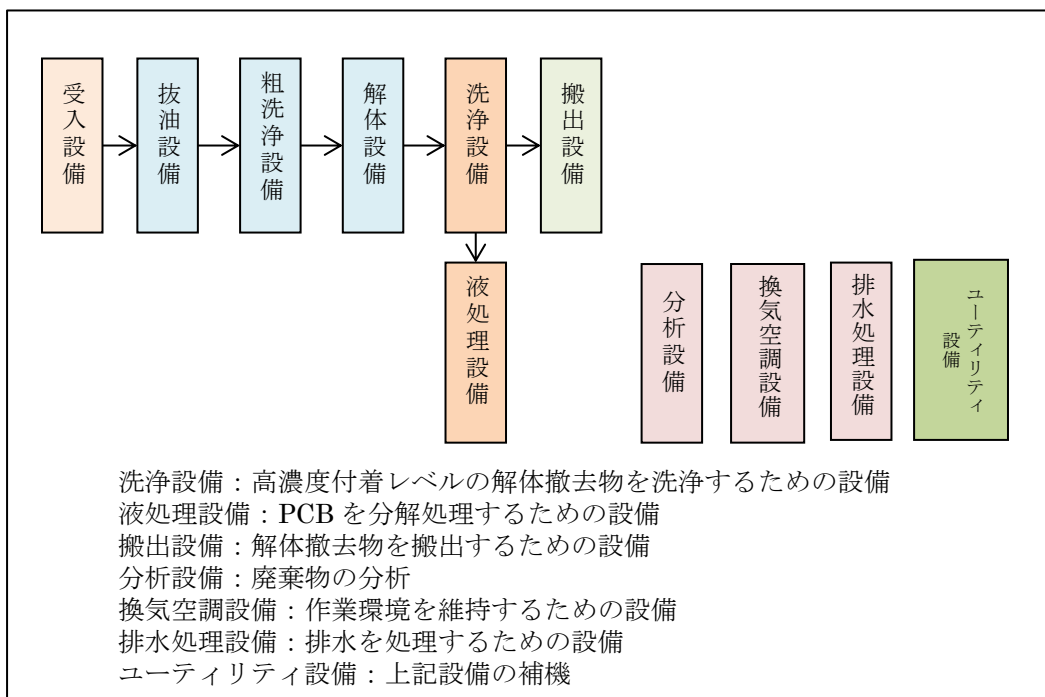 受入設備
抜油設備
粗洗浄設備
解体設備
洗浄設備
搬出設備
液処理設備
分析設備
換気空調設備
排水処理設備
ユーティリティ
設備
洗浄設備：高濃度付着レベルの解体撤去物を洗浄するための設備
液処理設備：PCB を分解処理するための設備
搬出設備：解体撤去物を搬出するための設備
分析設備：廃棄物の分析
換気空調設備：作業環境を維持するための設備
排水処理設備：排水を処理するための設備
ユーティリティ設備：上記設備の補機